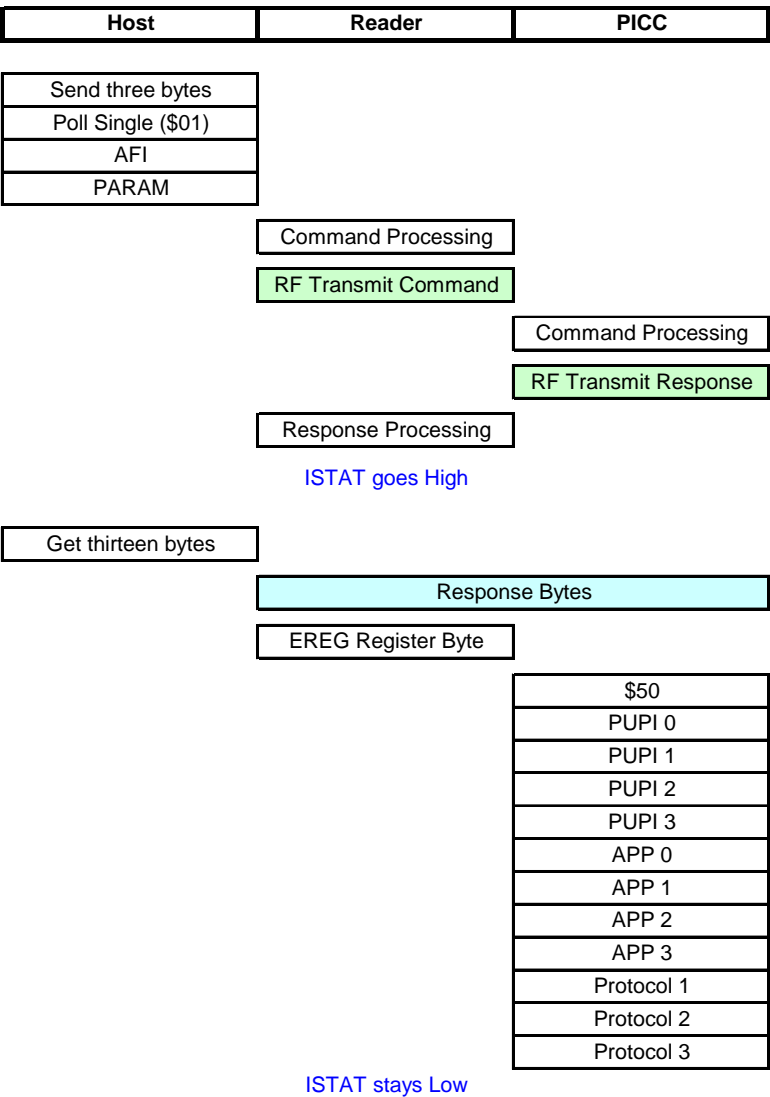 Host Reader PICC
Send three bytes
Poll Single ($01)
AFI
PARAM
Command Processing
RF Transmit Command
Command Processing
RF Transmit Response
Response Processing
ISTAT goes High
Get thirteen bytes
Response Bytes
EREG Register Byte
$50
PUPI 0
PUPI 1
PUPI 2
PUPI 3
APP 0
APP 1
APP 2
APP 3
Protocol 1
Protocol 2
Protocol 3
ISTAT stays Low